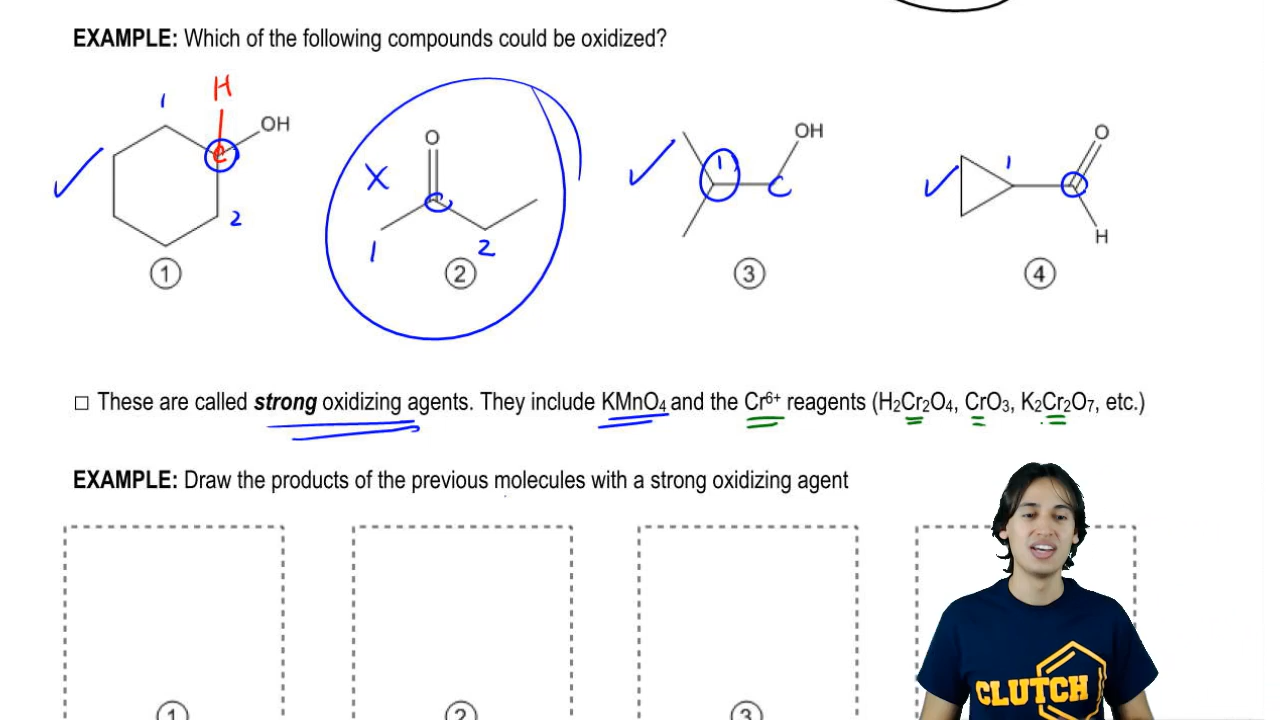 EXAMPLE: Which of the following compounds could be oxidized?
H
1 C OH 2
①
O
X C
1 2
②
OH
1 C
③
O
1
H
④
☐ These are called strong oxidizing agents. They include KMnO4 and the Cr6+ reagents (H2Cr2O4, CrO3, K2Cr2O7, etc.)
EXAMPLE: Draw the products of the previous molecules with a strong oxidizing agent
① ② ③
CLUTCH